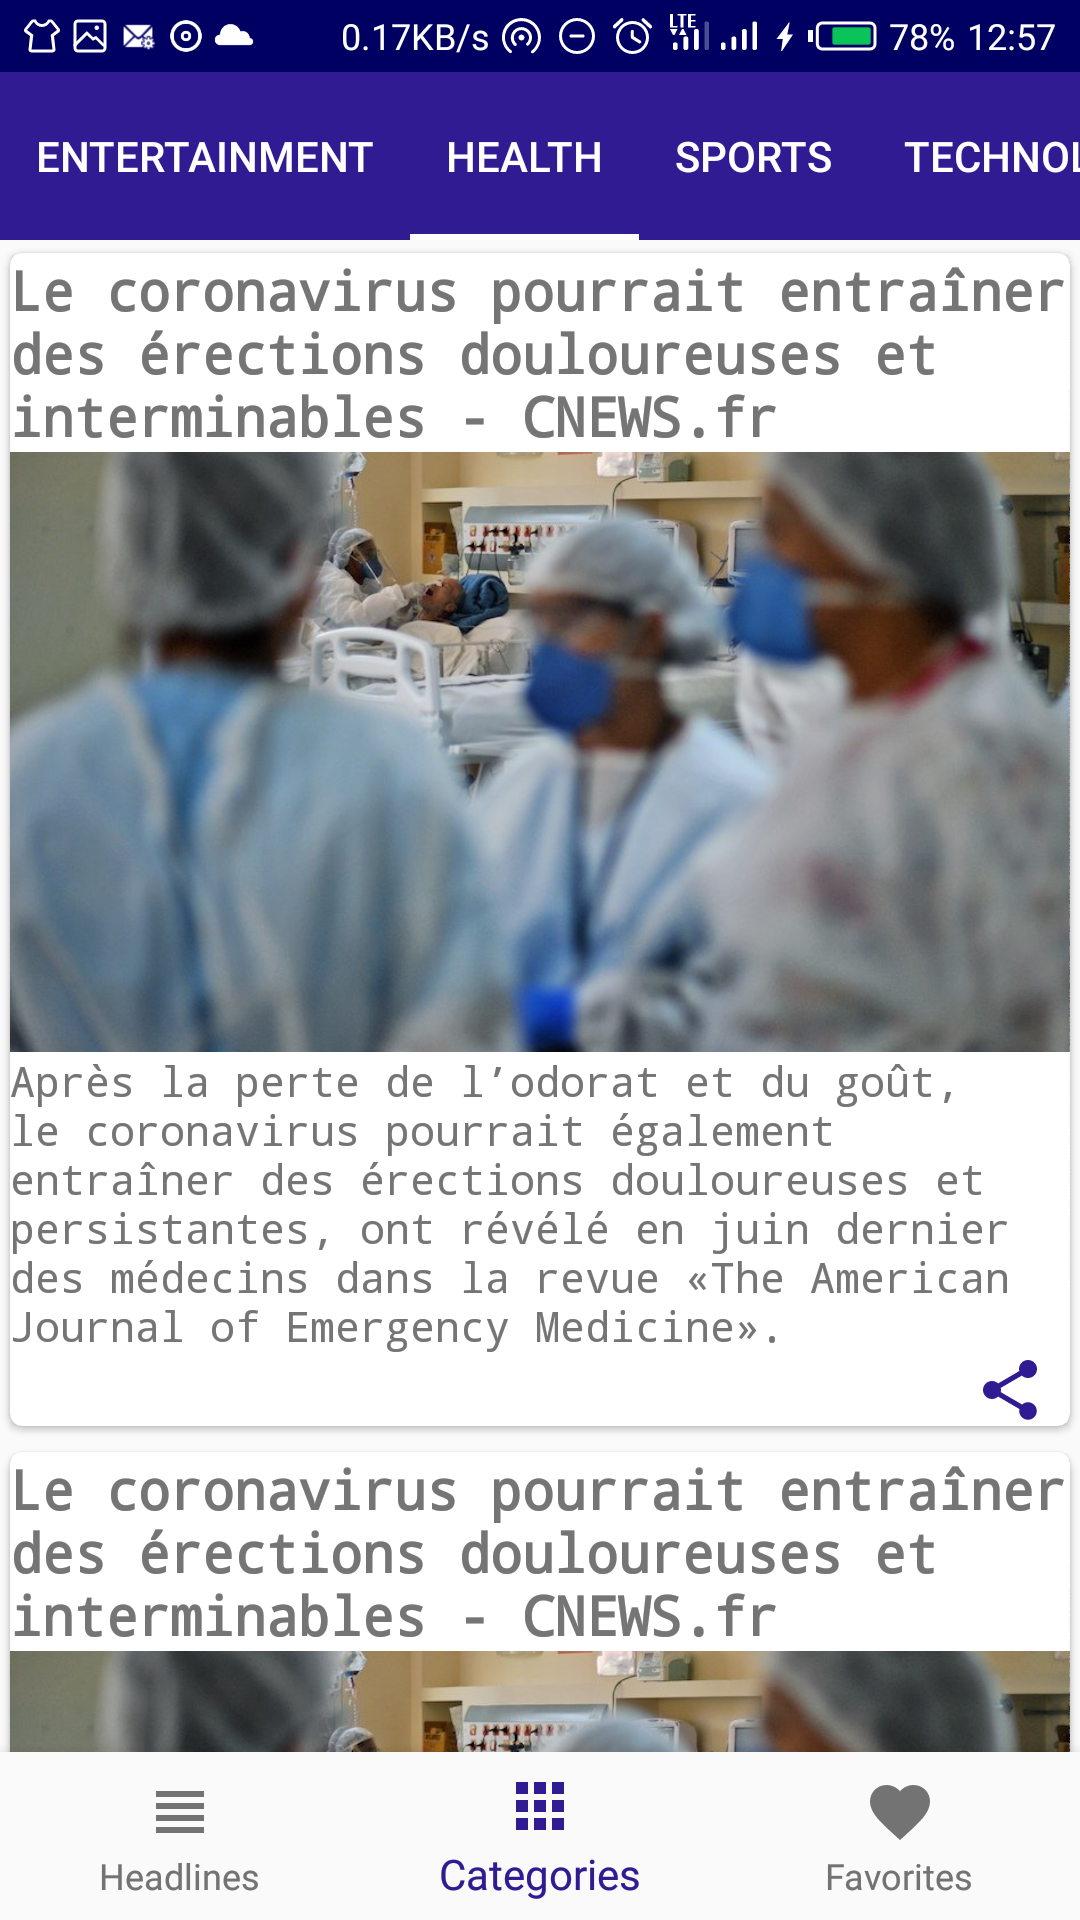 0.17KB/s LTE 78% 12:57
ENTERTAINMENT HEALTH SPORTS TECHNOL
Le coronavirus pourrait entraîner
des érections douloureuses et
interminables - CNEWS.fr
Après la perte de l’odorat et du goût,
le coronavirus pourrait également
entraîner des érections douloureuses et
persistantes, ont révélé en juin dernier
des médecins dans la revue «The American
Journal of Emergency Medicine».
Le coronavirus pourrait entraîner
des érections douloureuses et
interminables - CNEWS.fr
Headlines Categories Favorites